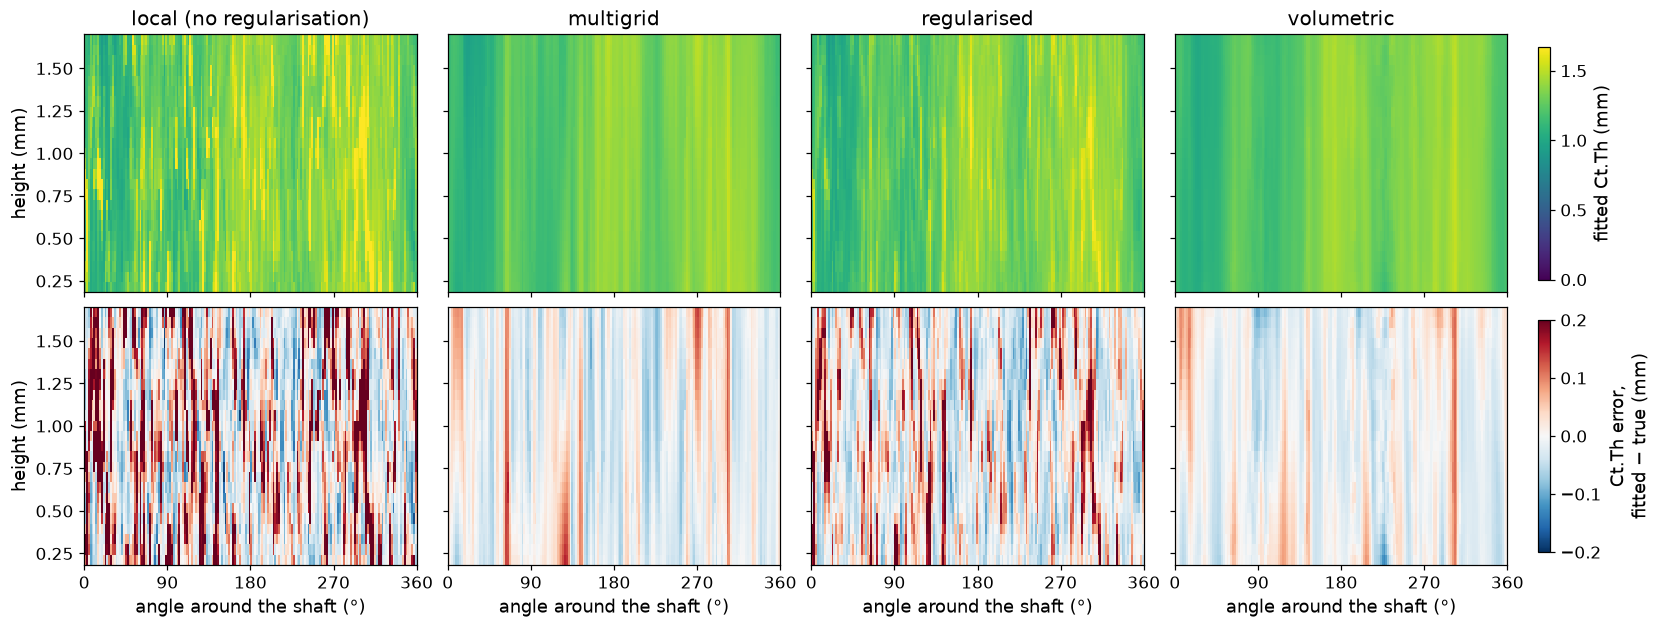 local (no regularisation)
multigrid
regularised
volumetric
height (mm)
1.50
1.25
1.00
0.75
0.50
0.25
1.5
1.0
0.5
0.0
fitted Ct.Th (mm)
height (mm)
1.50
1.25
1.00
0.75
0.50
0.25
0 90 180 270 360
0 90 180 270 360
0 90 180 270 360
0 90 180 270 360
angle around the shaft (°)
angle around the shaft (°)
angle around the shaft (°)
angle around the shaft (°)
0.2
0.1
0.0
−0.1
−0.2
Ct.Th error,
fitted − true (mm)